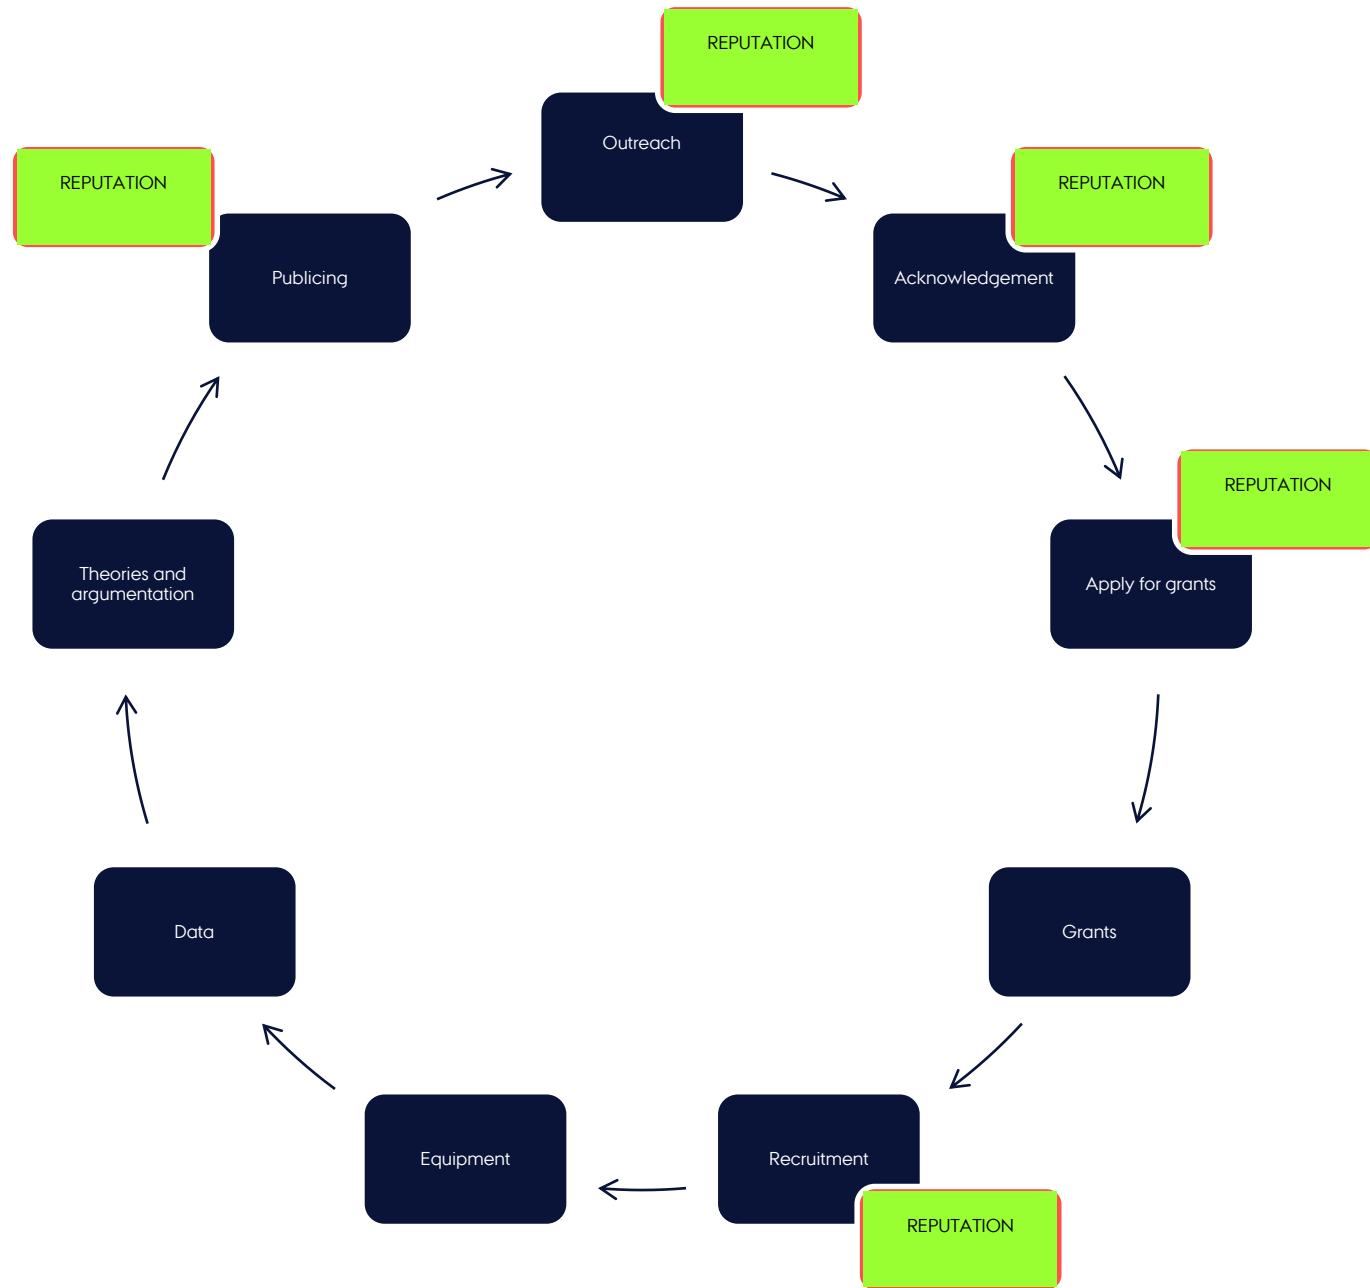 REPUTATION
Outreach
REPUTATION
Acknowledgement
REPUTATION
Apply for grants
Grants
Recruitment
REPUTATION
Equipment
Data
Theories and
argumentation
REPUTATION
Publicing